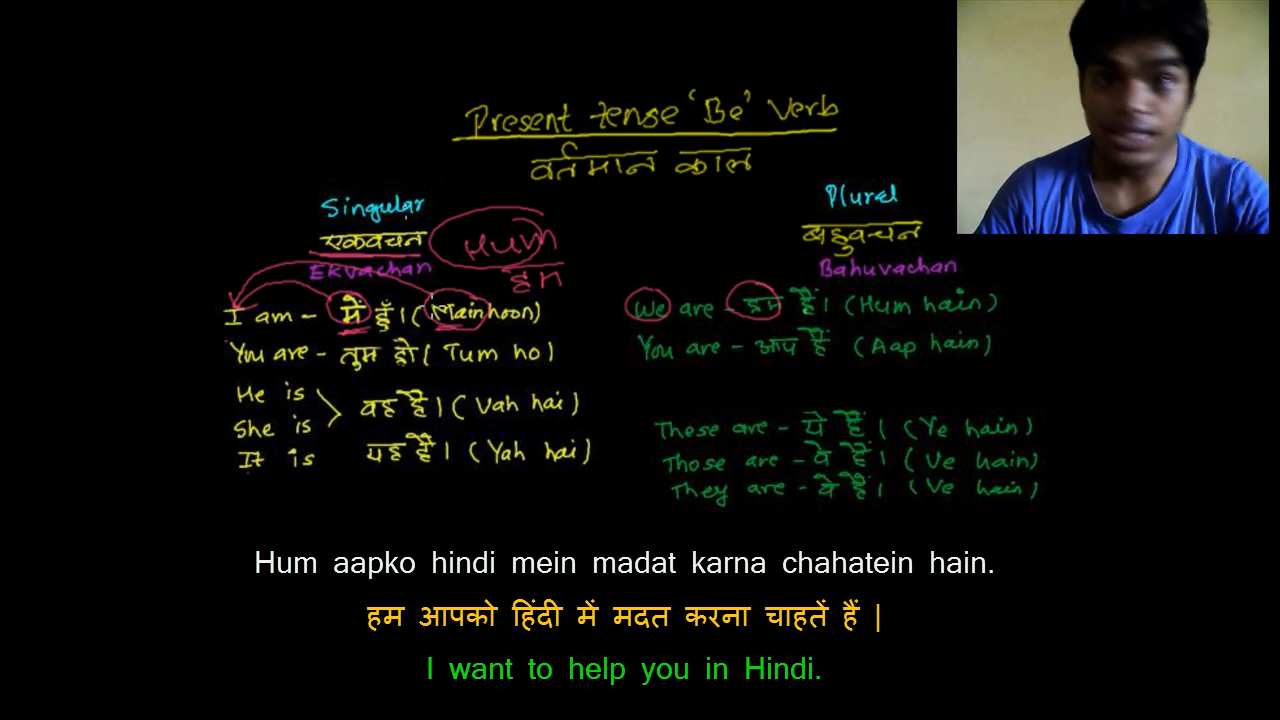 Present tense 'Be' Verb
वर्तमान काल
Singular
एकवचन
Ekvachan
Hum
हम
I am - मैं हूँ। (Main hoon)
You are - तुम हो (Tum ho)
He is
She is
It is
वह है। (Vah hai)
यह है। (Yah hai)
Plural
बहुवचन
Bahuvachan
We are - हम हैं। (Hum hain)
You are - आप हैं (Aap hain)
These are - ये हैं। (Ye hain)
Those are - वे हैं। (Ve hain)
They are - वे हैं। (Ve hain)
Hum aapko hindi mein madat karna chahatein hain.
हम आपको हिंदी में मदत करना चाहतें हैं |
I want to help you in Hindi.